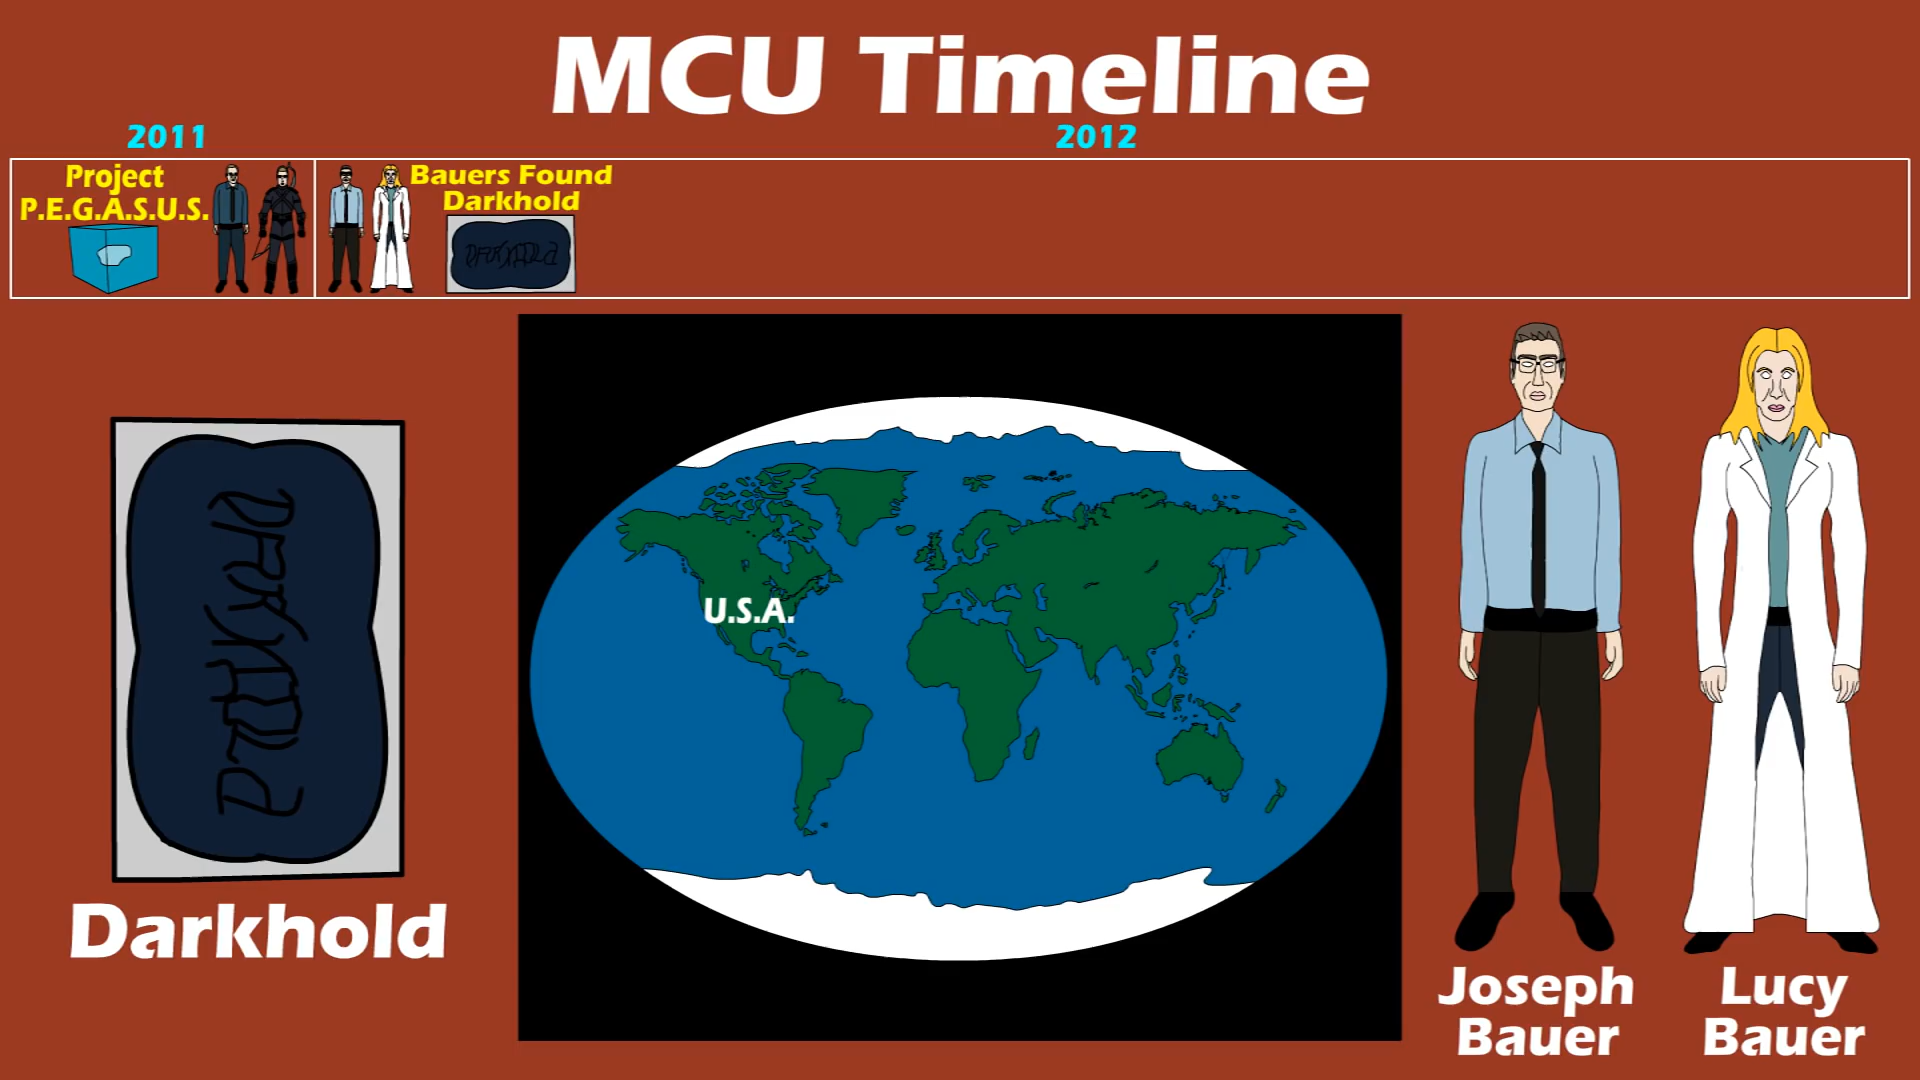 MCU Timeline
2011
2012
Project
P.E.G.A.S.U.S.
Bauers Found
Darkhold
U.S.A.
Darkhold
Joseph
Bauer
Lucy
Bauer